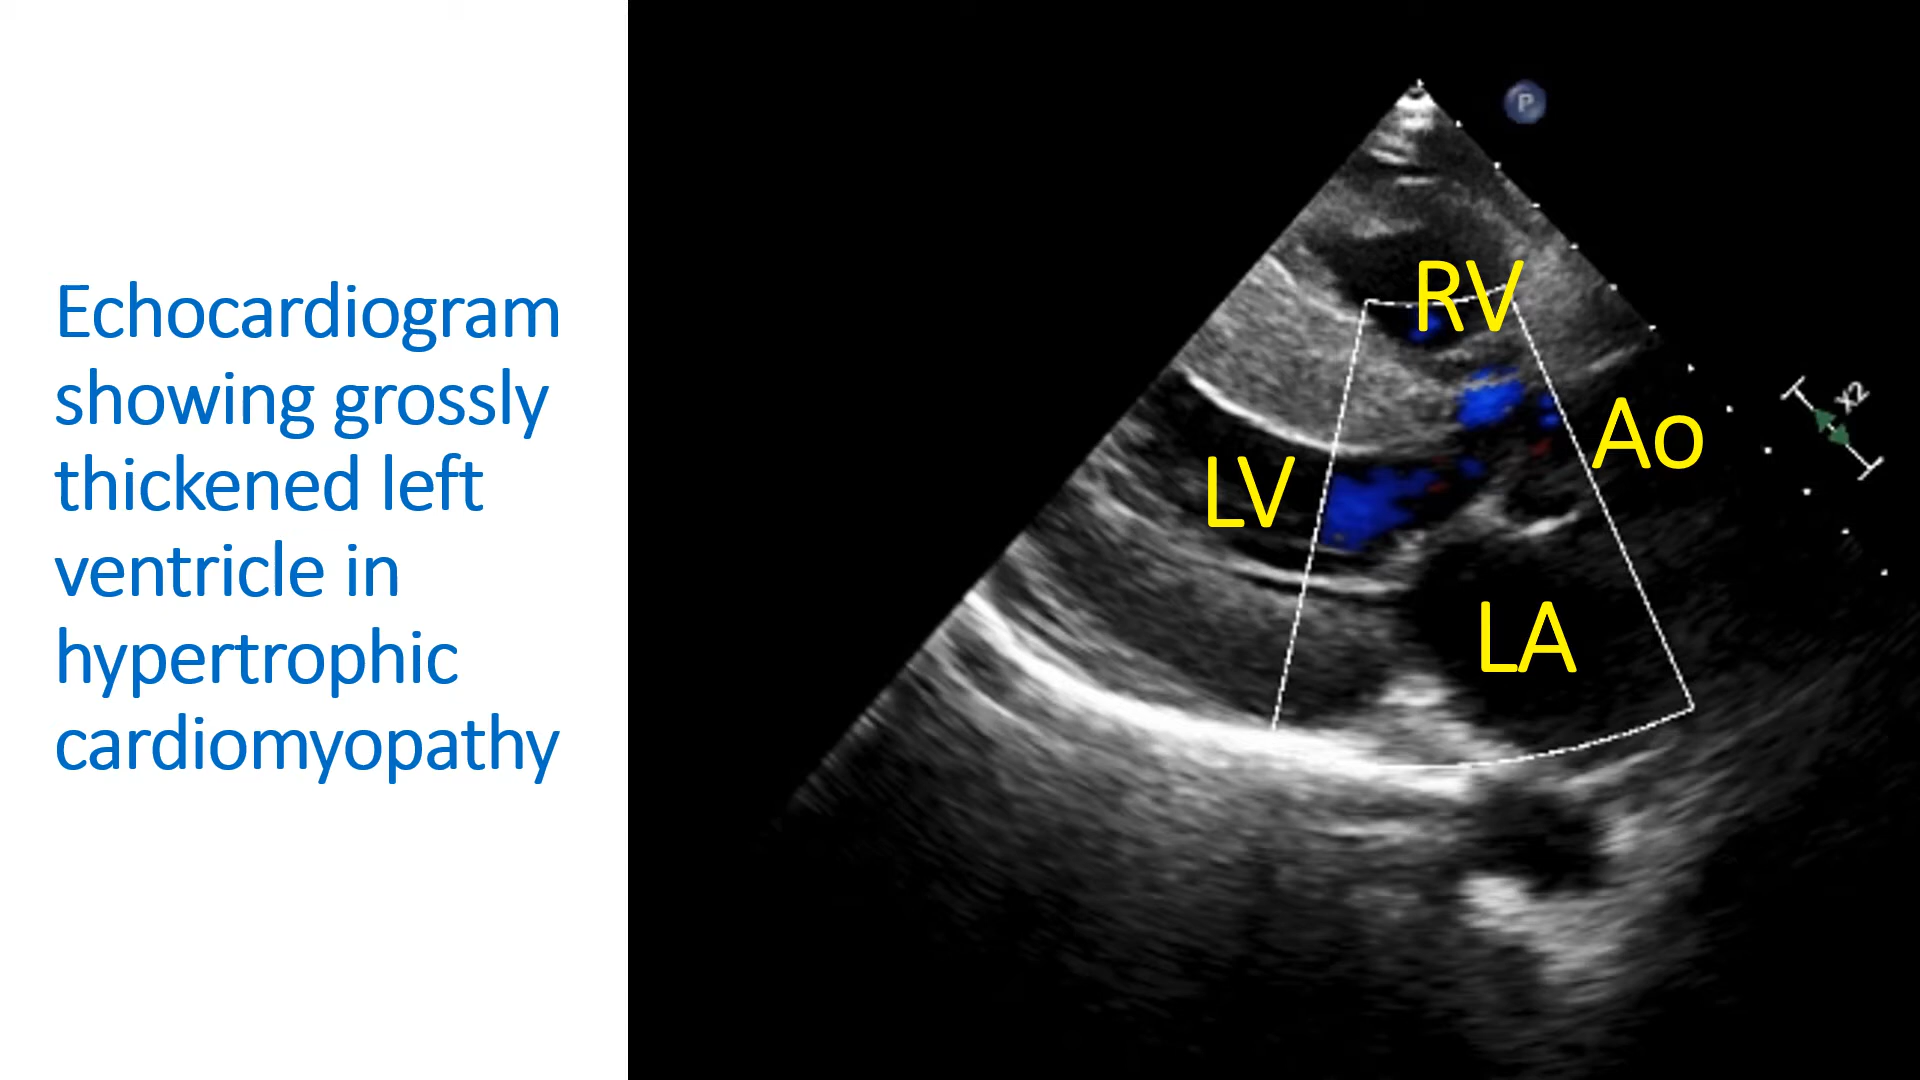 Echocardiogram
showing grossly
thickened left
ventricle in
hypertrophic
cardiomyopathy
P
RV
X2
Ao
LV
LA